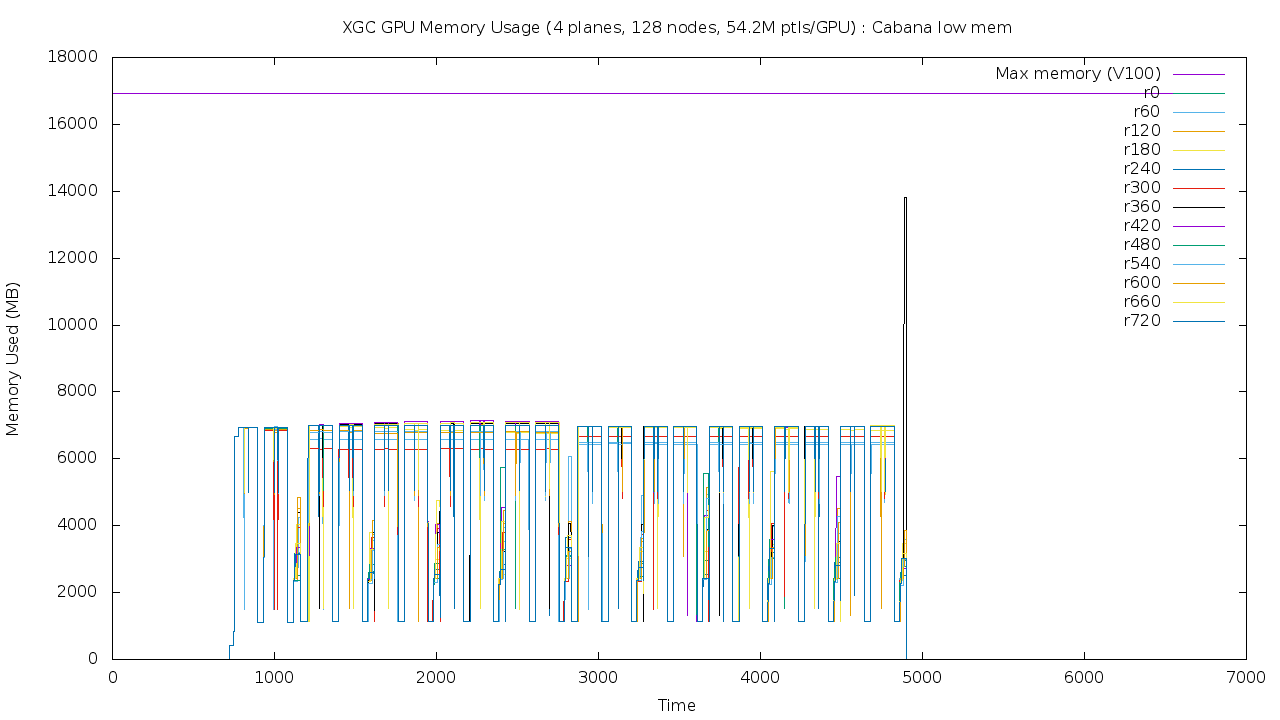 XGC GPU Memory Usage (4 planes, 128 nodes, 54.2M ptls/GPU) : Cabana low mem
18000
16000
14000
12000
10000
8000
6000
4000
2000
0
Memory Used (MB)
Max memory (V100)
r0
r60
r120
r180
r240
r300
r360
r420
r480
r540
r600
r660
r720
0 1000 2000 3000 4000 5000 6000 7000
Time